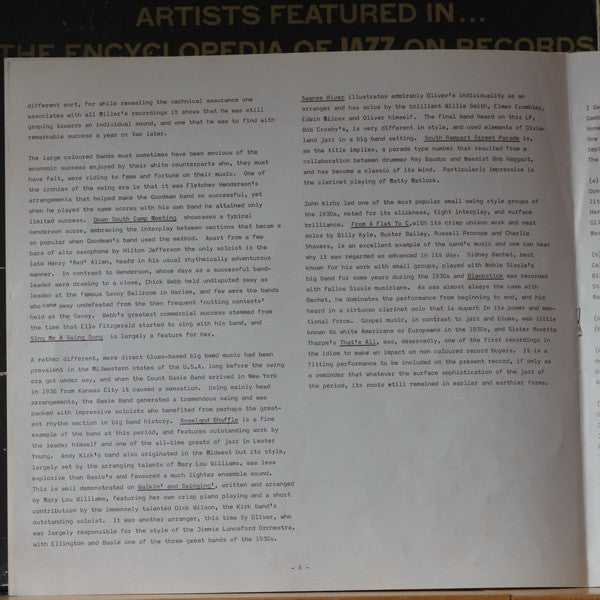 ARTISTS FEATURED IN...
THE ENCYCLOPEDIA OF JAZZ ON RECORDS
different sort, for while revealing the technical assurance one
associates with all Miller's recordings it shows that he was still
groping towards an individual sound, and one that he was to find with
remarkable success a year or two later.
The large coloured bands must sometimes have been envious of the
economic success enjoyed by their white counterparts who, they must
have felt, were riding to fame and fortune on their music. One of
the ironies of the swing era is that it was Fletcher Henderson's
arrangements that helped make the Goodman band so successful, yet
when he played the same scores with his own band he attained only
limited success. Down South Camp Meeting showcases a typical
Henderson score, embracing the interplay between sections that became
so popular when Goodman's band used the method. Apart from a few
bars of alto saxophone by Hilton Jefferson the only soloist is the
late Henry 'Red' Allen, heard in his usual rhythmically adventurous
manner. In contrast to Henderson, whose days as a successful band-
leader were drawing to a close, Chick Webb held undisputed sway as
leader at the famous Savoy Ballroom in Harlem, and few were the bands
who came away undefeated from the then frequent 'cutting contests'
held at the Savoy. Webb's greatest commercial success stemmed from
the time that Ella Fitzgerald started to sing with his band, and
Sing Me A Swing Song is largely a feature for her.
A rather different, more direct blues-based big band music had been
prevalent in the Midwestern states of the U.S.A. long before the swing
era got under way, and when the Count Basie Band arrived in New York
in 1936 from Kansas City it caused a sensation. Using mainly head
arrangements, the Basie Band generated a tremendous swing and was
packed with impressive soloists who benefited from perhaps the great-
est rhythm section in big band history. Roseland Shuffle is a fine
example of the band at this period, and features outstanding work by
the leader himself and one of the all-time greats of jazz in Lester
Young. Andy Kirk's band also originated in the Midwest but its style,
largely set by the arranging talents of Mary Lou Williams, was less
explosive than Basie's and favoured a much lighter ensemble sound.
This is well demonstrated on Walkin' and Swinging', written and arranged
by Mary Lou Williams, featuring her own crisp piano playing and a short
contribution by the immensely talented Dick Wilson, the Kirk band's
outstanding soloist. It was another arranger, this time Sy Oliver, who
was largely responsible for the style of the Jimmie Lunceford Orchestra,
with Ellington and Basie one of the three great bands of the 1930s.
Swanee River illustrates admirably Oliver's individuality as an
arranger and has solos by the brilliant Willie Smith, Elmer Crumbley,
Edwin Wilcox and Oliver himself. The final band heard on this LP,
Bob Crosby's, is very different in style, and used elements of Dixie-
land jazz in a big band setting. South Rampart Street Parade is,
as the title implies, a parade type number that resulted from a
collaboration between drummer Ray Bauduc and bassist Bob Haggart,
and has become a classic of its kind. Particularly impressive is
the clarinet playing of Matty Matlock.
John Kirby led one of the most popular small swing style groups of
the 1930s, noted for its slickness, tight interplay, and surface
brilliance. From A Flat To C, with its crisp unison work and neat
solos by Billy Kyle, Buster Bailey, Russell Procope and Charlie
Shavers, is an excellent example of the band's music and one can hear
why it was regarded as advanced in its day. Sidney Bechet, best
known for his work with small groups, played with Noble Sissle's
big band for some years during the 1930s and Blackstick was recorded
with fellow Sissle musicians. As was almost always the case with
Bechet, he dominates the performance from beginning to end, and his
heard in a virtuoso clarinet solo that is superb in its power and emo-
tional force. Gospel music, in contrast to jazz and blues, was little
known to white Americans or Europeans in the 1930s, and Sister Rosetta
Tharpe's That's All, was, deservedly, one of the first recordings in
the idiom to make an impact on non coloured record buyers. It is a
fitting performance to be included on the present record, if only as
a reminder that whatever the surface sophistication of the jazz of
the period, its roots still remained in earlier and earthier forms.
- 6 -